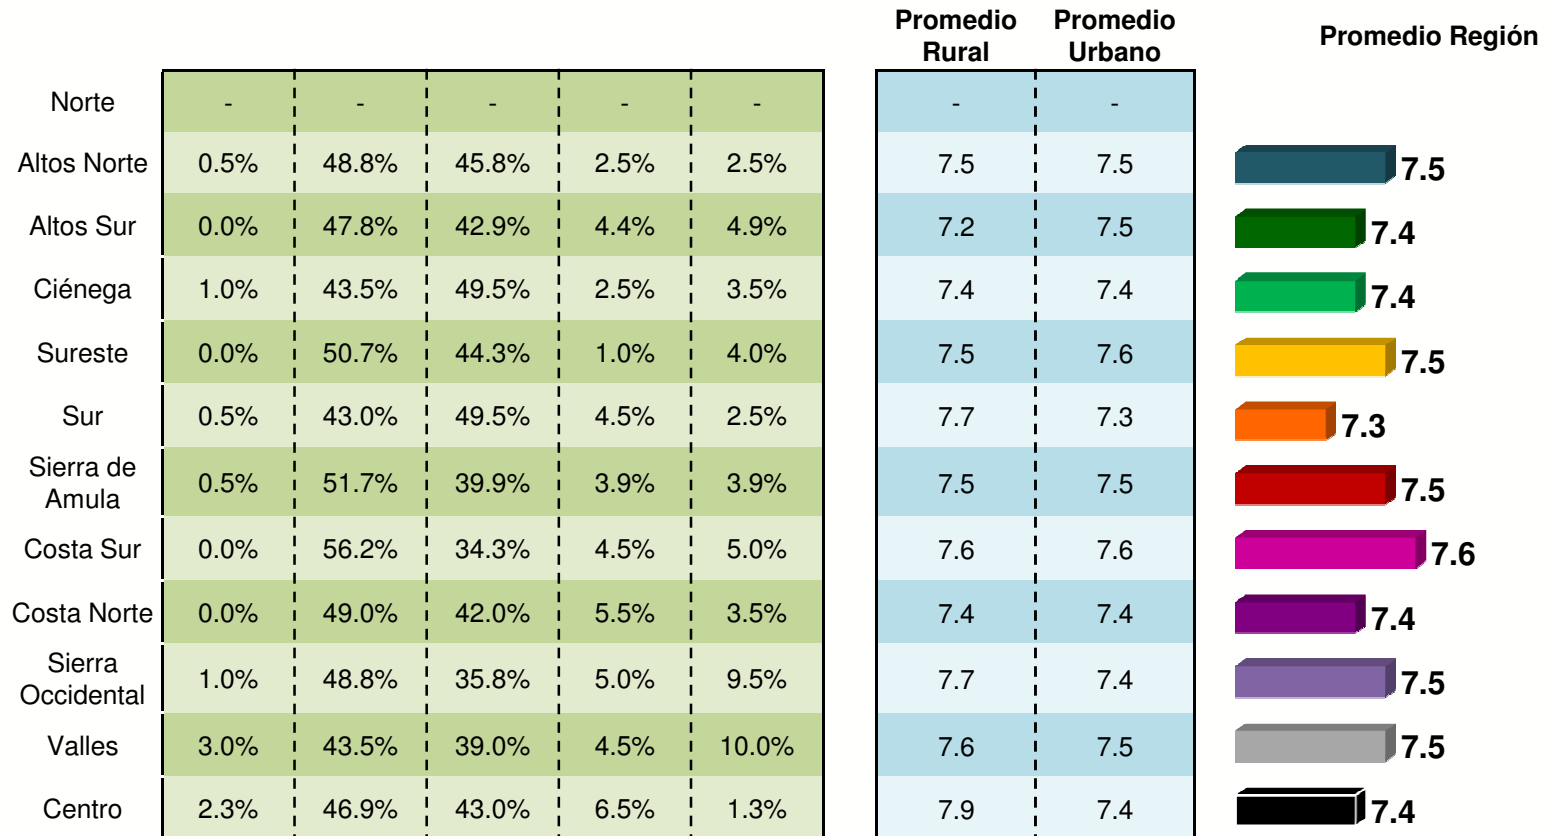 Promedio Rural Promedio Urbano Promedio Región
Norte - - - - - - -
Altos Norte 0.5% 48.8% 45.8% 2.5% 2.5% 7.5 7.5 7.5
Altos Sur 0.0% 47.8% 42.9% 4.4% 4.9% 7.2 7.5 7.4
Ciénega 1.0% 43.5% 49.5% 2.5% 3.5% 7.4 7.4 7.4
Sureste 0.0% 50.7% 44.3% 1.0% 4.0% 7.5 7.6 7.5
Sur 0.5% 43.0% 49.5% 4.5% 2.5% 7.7 7.3 7.3
Sierra de Amula 0.5% 51.7% 39.9% 3.9% 3.9% 7.5 7.5 7.5
Costa Sur 0.0% 56.2% 34.3% 4.5% 5.0% 7.6 7.6 7.6
Costa Norte 0.0% 49.0% 42.0% 5.5% 3.5% 7.4 7.4 7.4
Sierra Occidental 1.0% 48.8% 35.8% 5.0% 9.5% 7.7 7.4 7.5
Valles 3.0% 43.5% 39.0% 4.5% 10.0% 7.6 7.5 7.5
Centro 2.3% 46.9% 43.0% 6.5% 1.3% 7.9 7.4 7.4